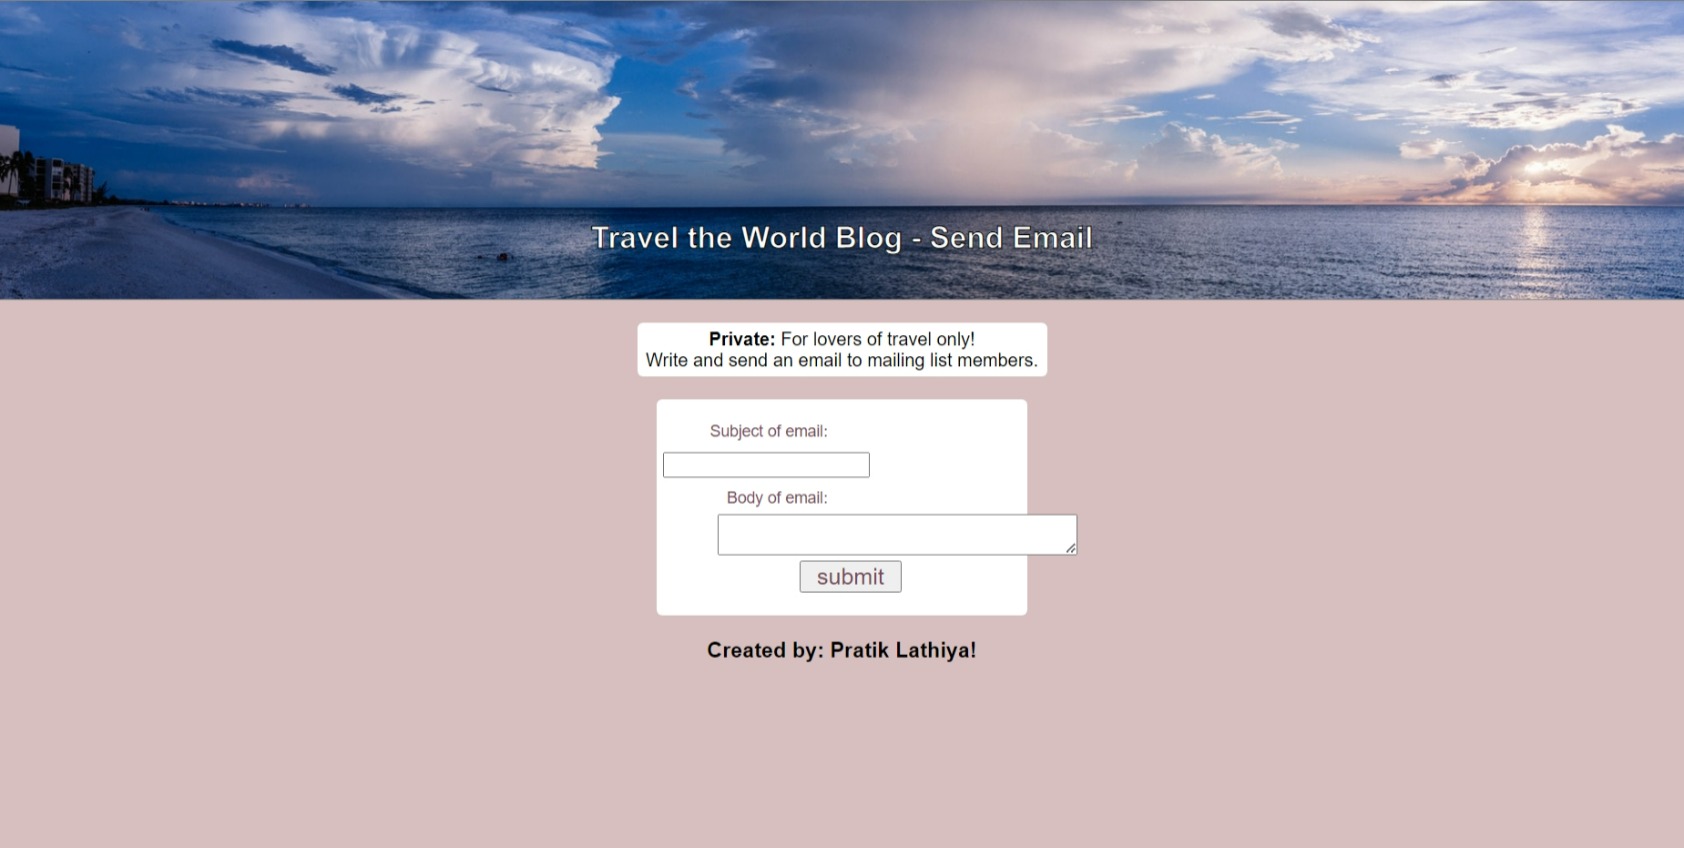 Travel the World Blog - Send Email
Private: For lovers of travel only!
Write and send an email to mailing list members.
Subject of email:
Body of email:
submit
Created by: Pratik Lathiya!